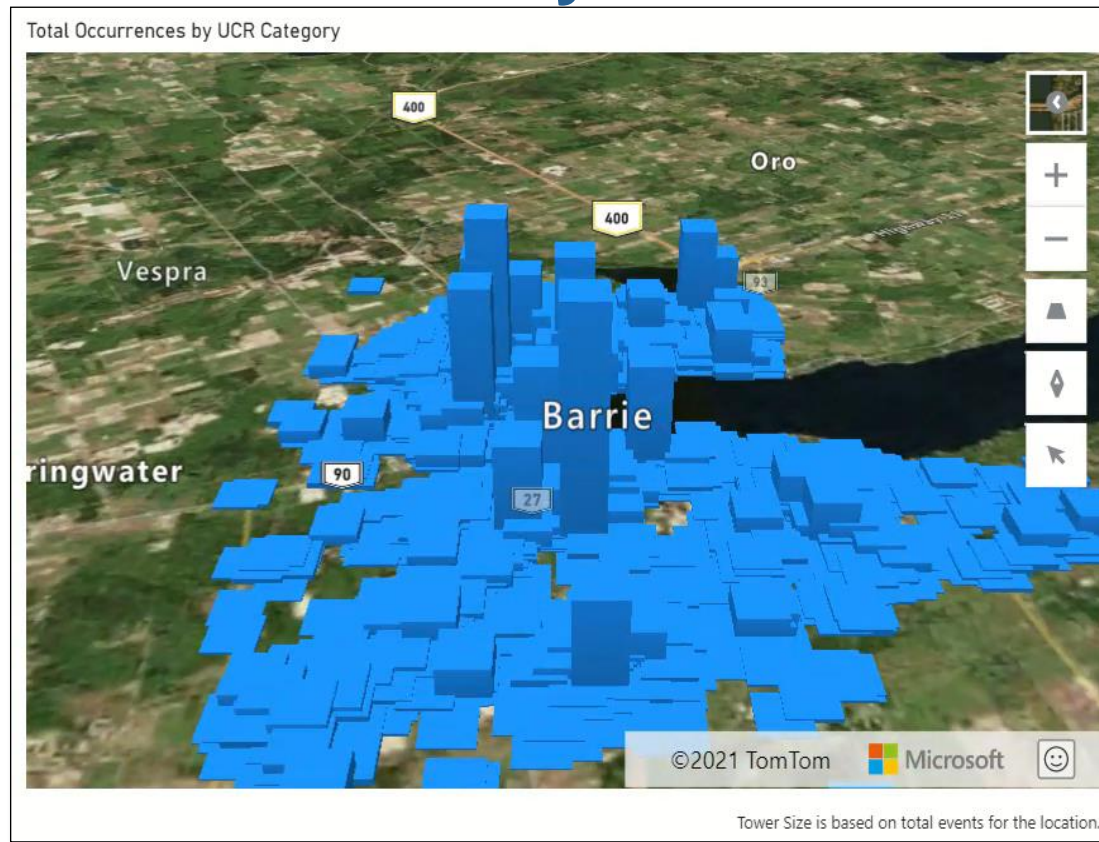 Total Occurrences by UCR Category
400
Oro
400
Vespra
93
Barrie
ringwater
90
27
©2021 TomTom
Microsoft
Tower Size is based on total events for the location.